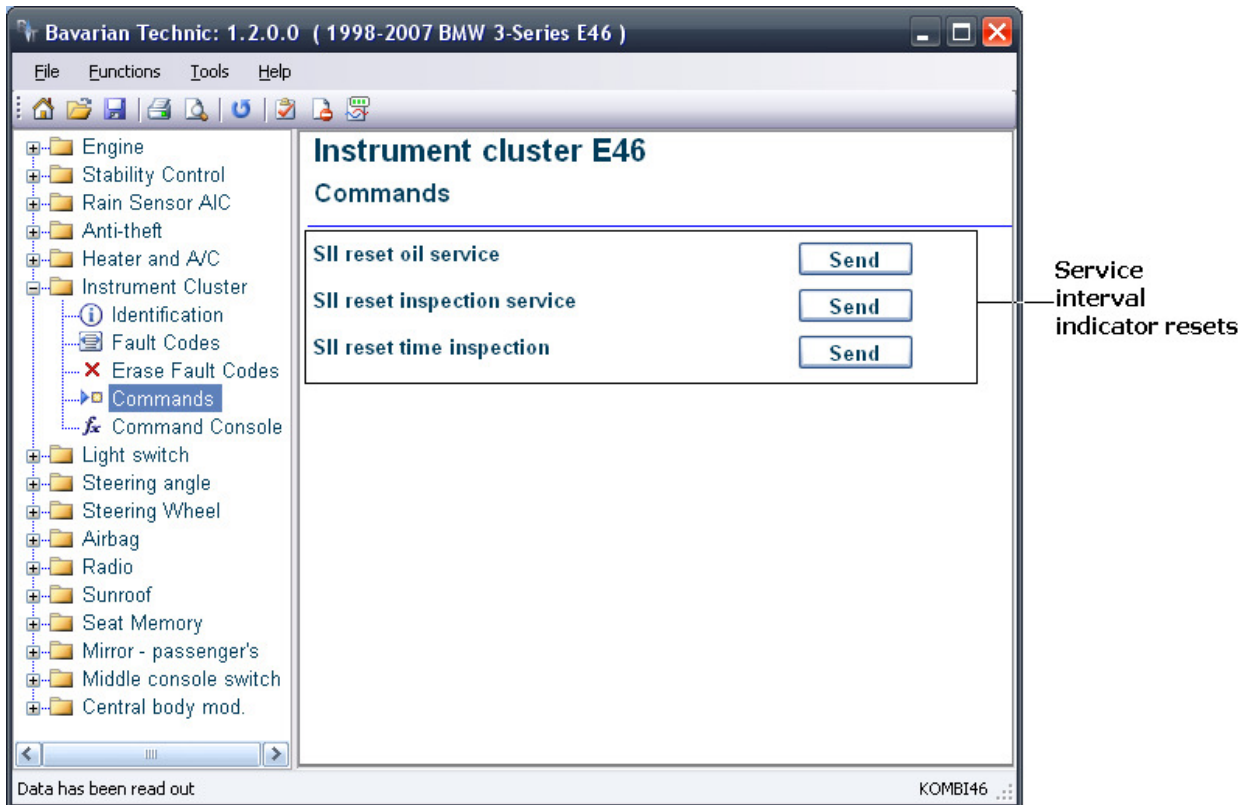 Bavarian Technic: 1.2.0.0 ( 1998-2007 BMW 3-Series E46 )
File Functions Tools Help
Engine
Stability Control
Rain Sensor AIC
Anti-theft
Heater and A/C
Instrument Cluster
Identification
Fault Codes
Erase Fault Codes
Commands
Command Console
Light switch
Steering angle
Steering Wheel
Airbag
Radio
Sunroof
Seat Memory
Mirror - passenger's
Middle console switch
Central body mod.
Instrument cluster E46
Commands
SII reset oil service Send
SII reset inspection service Send
SII reset time inspection Send
Service
interval
indicator resets
Data has been read out KOMBI46